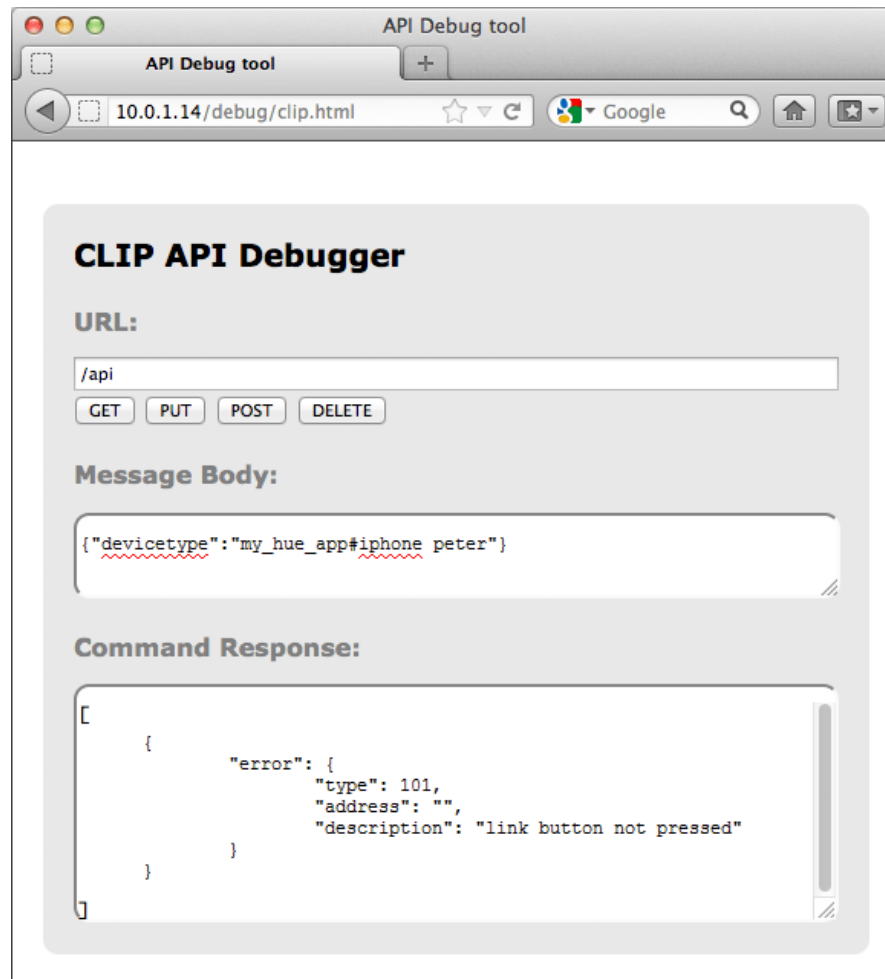 API Debug tool
API Debug tool
10.0.1.14/debug/clip.html
Google
CLIP API Debugger
URL:
/api
GET PUT POST DELETE
Message Body:
{"devicetype":"my_hue_app#iphone peter"}
Command Response:
[
{
"error": {
"type": 101,
"address": "",
"description": "link button not pressed"
}
}
]